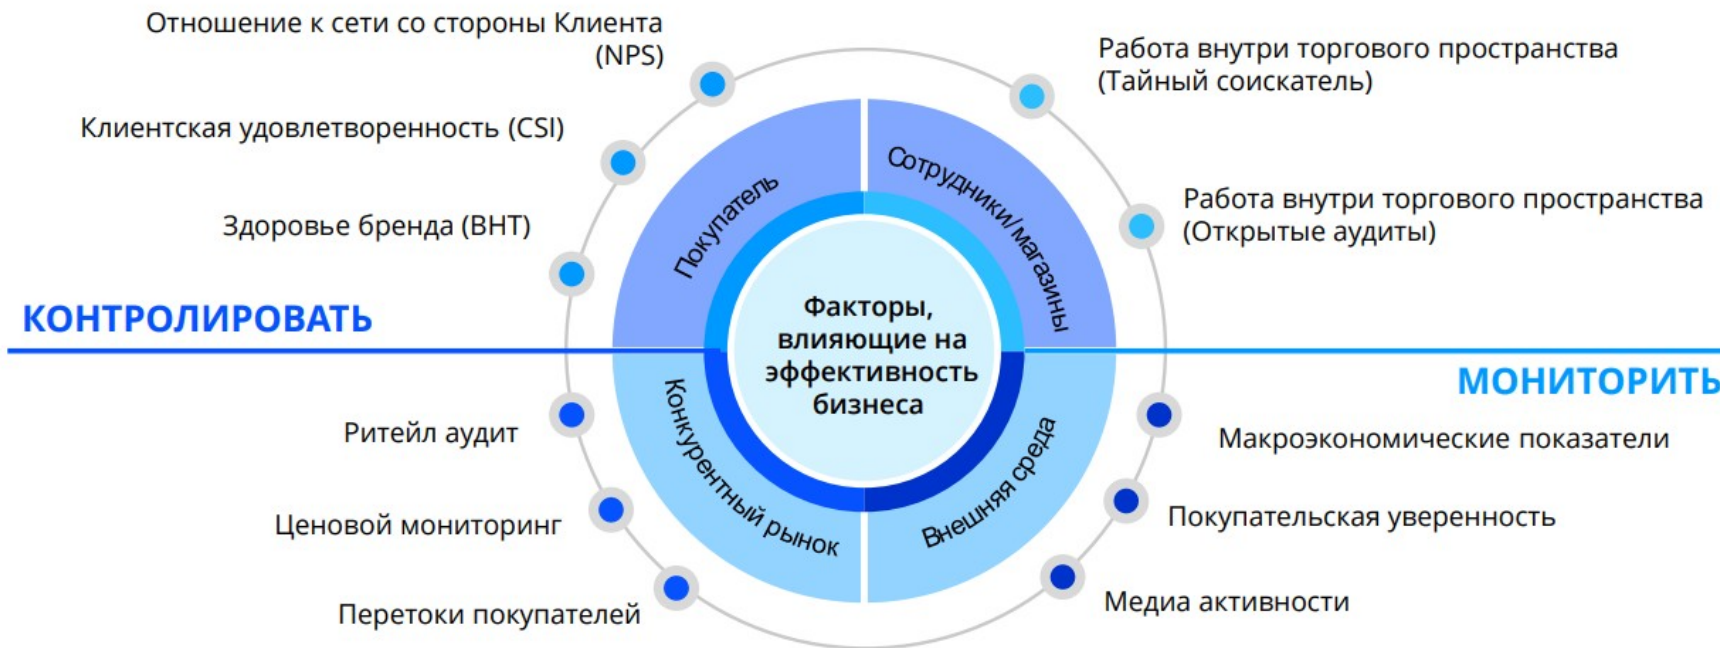 Отношение к сети со стороны Клиента
(NPS)
Клиентская удовлетворенность (CSI)
Здоровье бренда (BHT)
КОНТРОЛИРОВАТЬ
Ритейл аудит
Ценовой мониторинг
Перетоки покупателей
Покупатель
Сотрудники/магазины
Факторы,
влияющие на
эффективность
бизнеса
Конкурентный рынок
Внешняя среда
Работа внутри торгового пространства
(Тайный соискатель)
Работа внутри торгового пространства
(Открытые аудиты)
МОНИТОРИТЬ
Макроэкономические показатели
Покупательская уверенность
Медиа активности